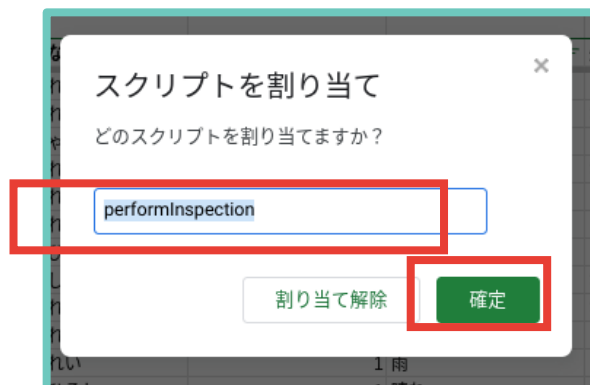 スクリプトを割り当て
どのスクリプトを割り当てますか？
performInspection
割り当て解除
確定
れい
1 雨